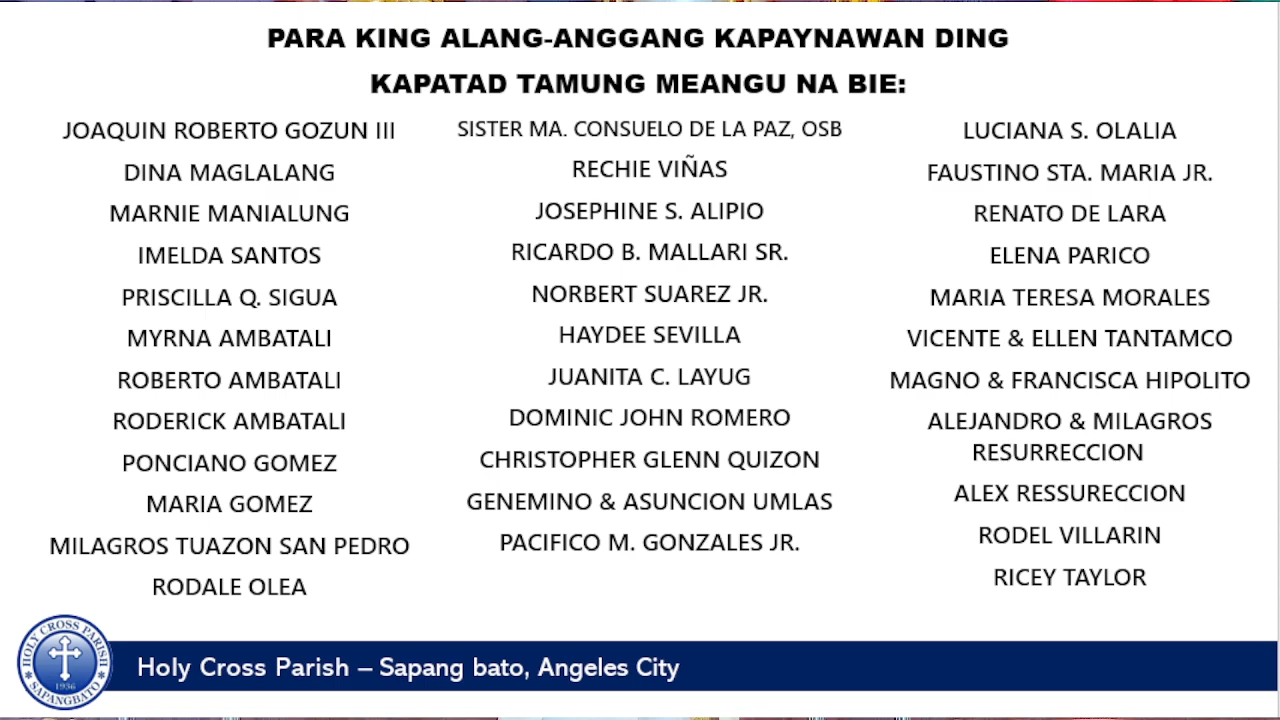 PARA KING ALANG-ANGGANG KAPAYNAWAN DING
KAPATAD TAMUNG MEANGU NA BIE:
JOAQUIN ROBERTO GOZUN III
DINA MAGLALANG
MARNIE MANIALUNG
IMELDA SANTOS
PRISCILLA Q. SIGUA
MYRNA AMBATALI
ROBERTO AMBATALI
RODERICK AMBATALI
PONCIANO GOMEZ
MARIA GOMEZ
MILAGROS TUAZON SAN PEDRO
RODALE OLEA
SISTER MA. CONSUELO DE LA PAZ, OSB
RECHIE VIÑAS
JOSEPHINE S. ALIPIO
RICARDO B. MALLARI SR.
NORBERT SUAREZ JR.
HAYDEE SEVILLA
JUANITA C. LAYUG
DOMINIC JOHN ROMERO
CHRISTOPHER GLENN QUIZON
GENEMINO & ASUNCION UMLAS
PACIFICO M. GONZALES JR.
LUCIANA S. OLALIA
FAUSTINO STA. MARIA JR.
RENATO DE LARA
ELENA PARICO
MARIA TERESA MORALES
VICENTE & ELLEN TANTAMCO
MAGNO & FRANCISCA HIPOLITO
ALEJANDRO & MILAGROS
RESURRECCION
ALEX RESSURECCION
RODEL VILLARIN
RICEY TAYLOR
HOLY CROSS PARISH
1936
SAPANGBATO
Holy Cross Parish – Sapang bato, Angeles City